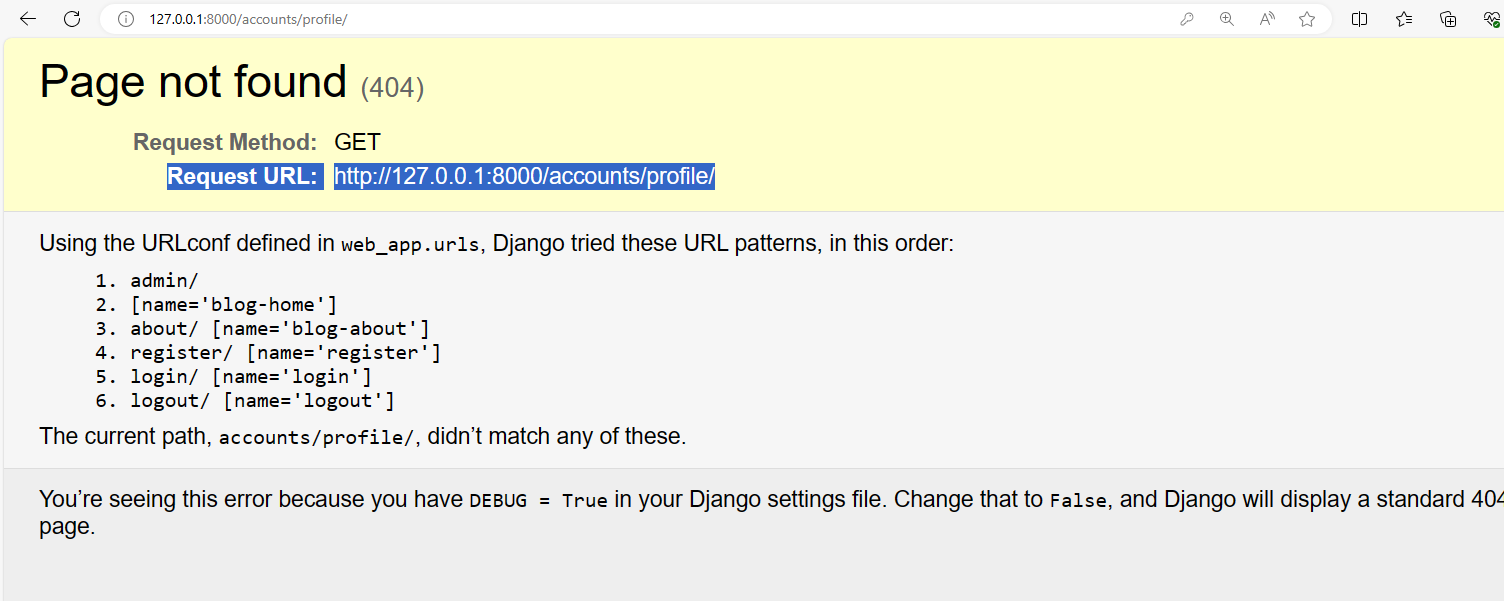 127.0.0.1:8000/accounts/profile/
Page not found (404)
Request Method: GET
Request URL: http://127.0.0.1:8000/accounts/profile/
Using the URLconf defined in web_app.urls, Django tried these URL patterns, in this order:
1. admin/
2. [name='blog-home']
3. about/ [name='blog-about']
4. register/ [name='register']
5. login/ [name='login']
6. logout/ [name='logout']
The current path, accounts/profile/, didn’t match any of these.
You’re seeing this error because you have DEBUG = True in your Django settings file. Change that to False, and Django will display a standard 404
page.